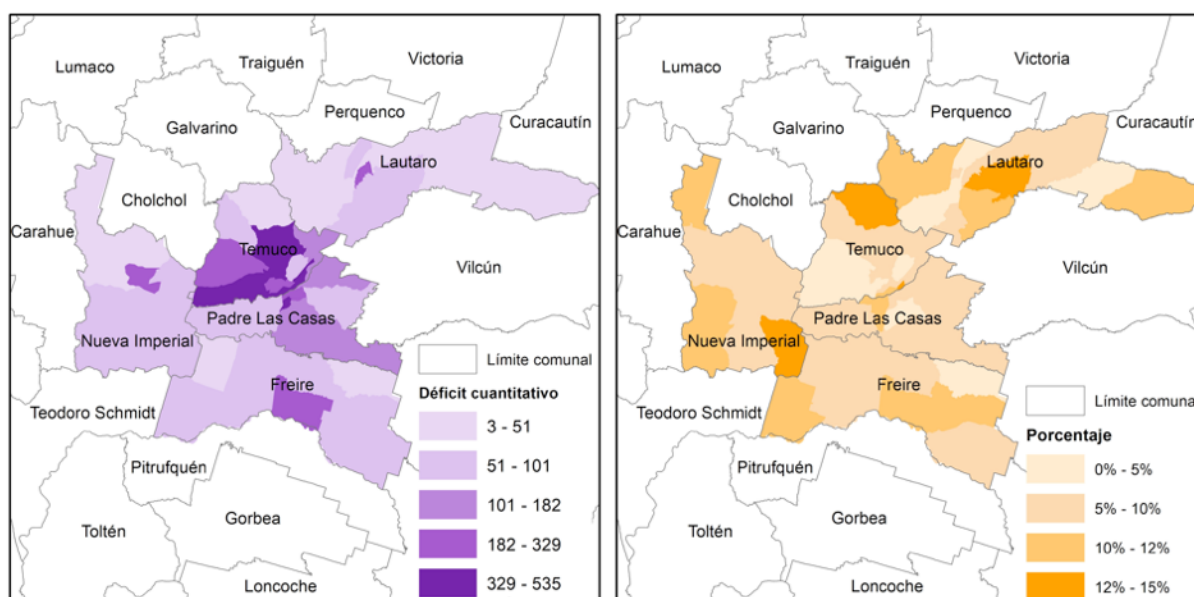 Lumaco
Traiguén
Victoria
Perquenco
Curacautín
Galvarino
Lautaro
Cholchol
Carahue
Temuco
Vilcún
Padre Las Casas
Nueva Imperial
Freire
Teodoro Schmidt
Pitrufquén
Toltén
Gorbea
Loncoche
Límite comunal
Déficit cuantitativo
3 - 51
51 - 101
101 - 182
182 - 329
329 - 535
Lumaco
Traiguén
Victoria
Perquenco
Curacautín
Galvarino
Lautaro
Cholchol
Carahue
Temuco
Vilcún
Padre Las Casas
Nueva Imperial
Freire
Teodoro Schmidt
Pitrufquén
Toltén
Gorbea
Loncoche
Límite comunal
Porcentaje
0% - 5%
5% - 10%
10% - 12%
12% - 15%